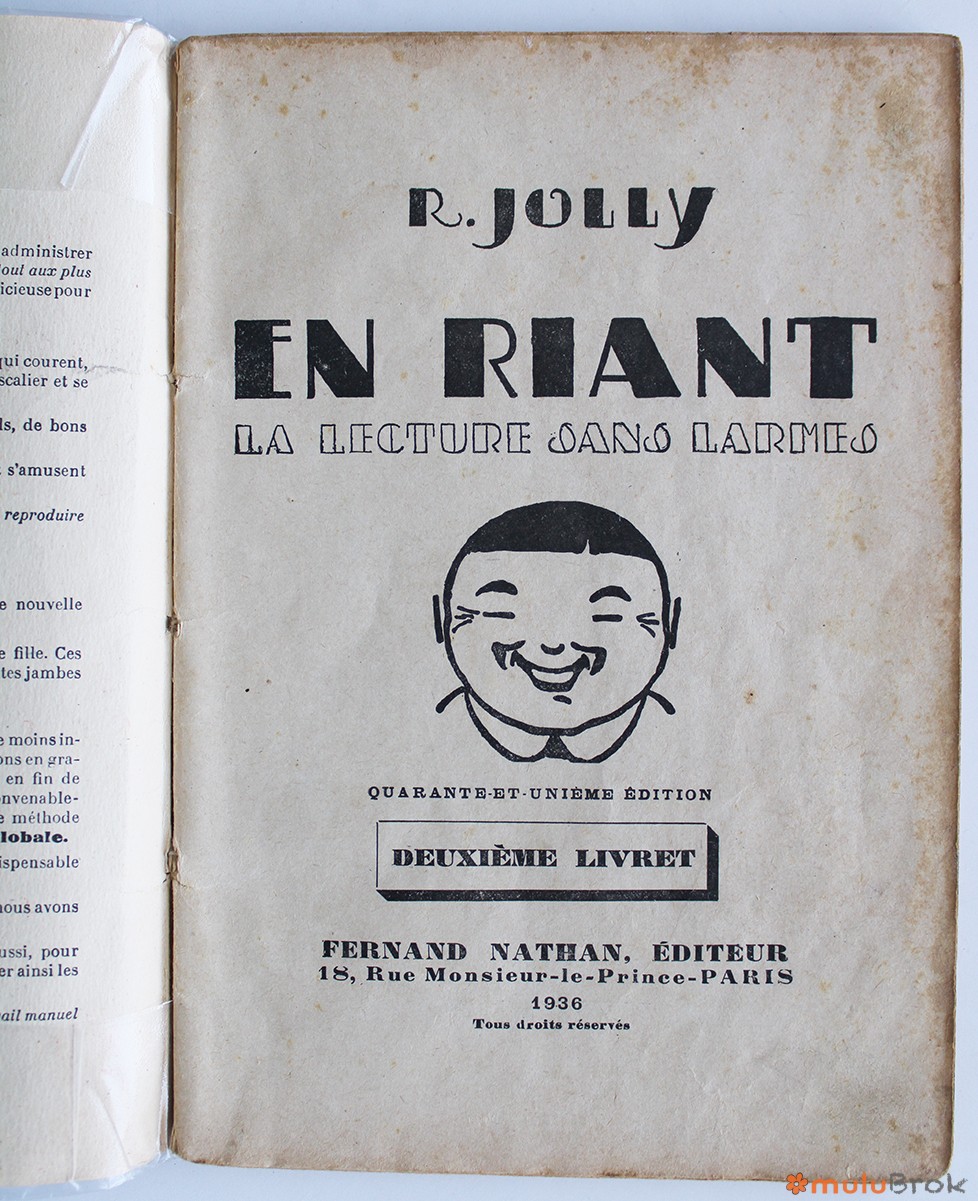 administrer
out aux plus
icieuse pour
qui courent,
scalier et se
ls, de bons
s'amusent
reproduire
e nouvelle
e fille. Ces
tes jambes
e moins in-
ons en gra-
en fin de
onvenable-
e méthode
lobale.
ispensable
nous avons
ussi, pour
er ainsi les
ail manuel
R. JOLLY
EN RIANT
LA LECTURE SANS LARMES
QUARANTE-ET-UNIÈME ÉDITION
DEUXIÈME LIVRET
FERNAND NATHAN, ÉDITEUR
18, Rue Monsieur-le-Prince-PARIS
1936
Tous droits réservés
muluBrok